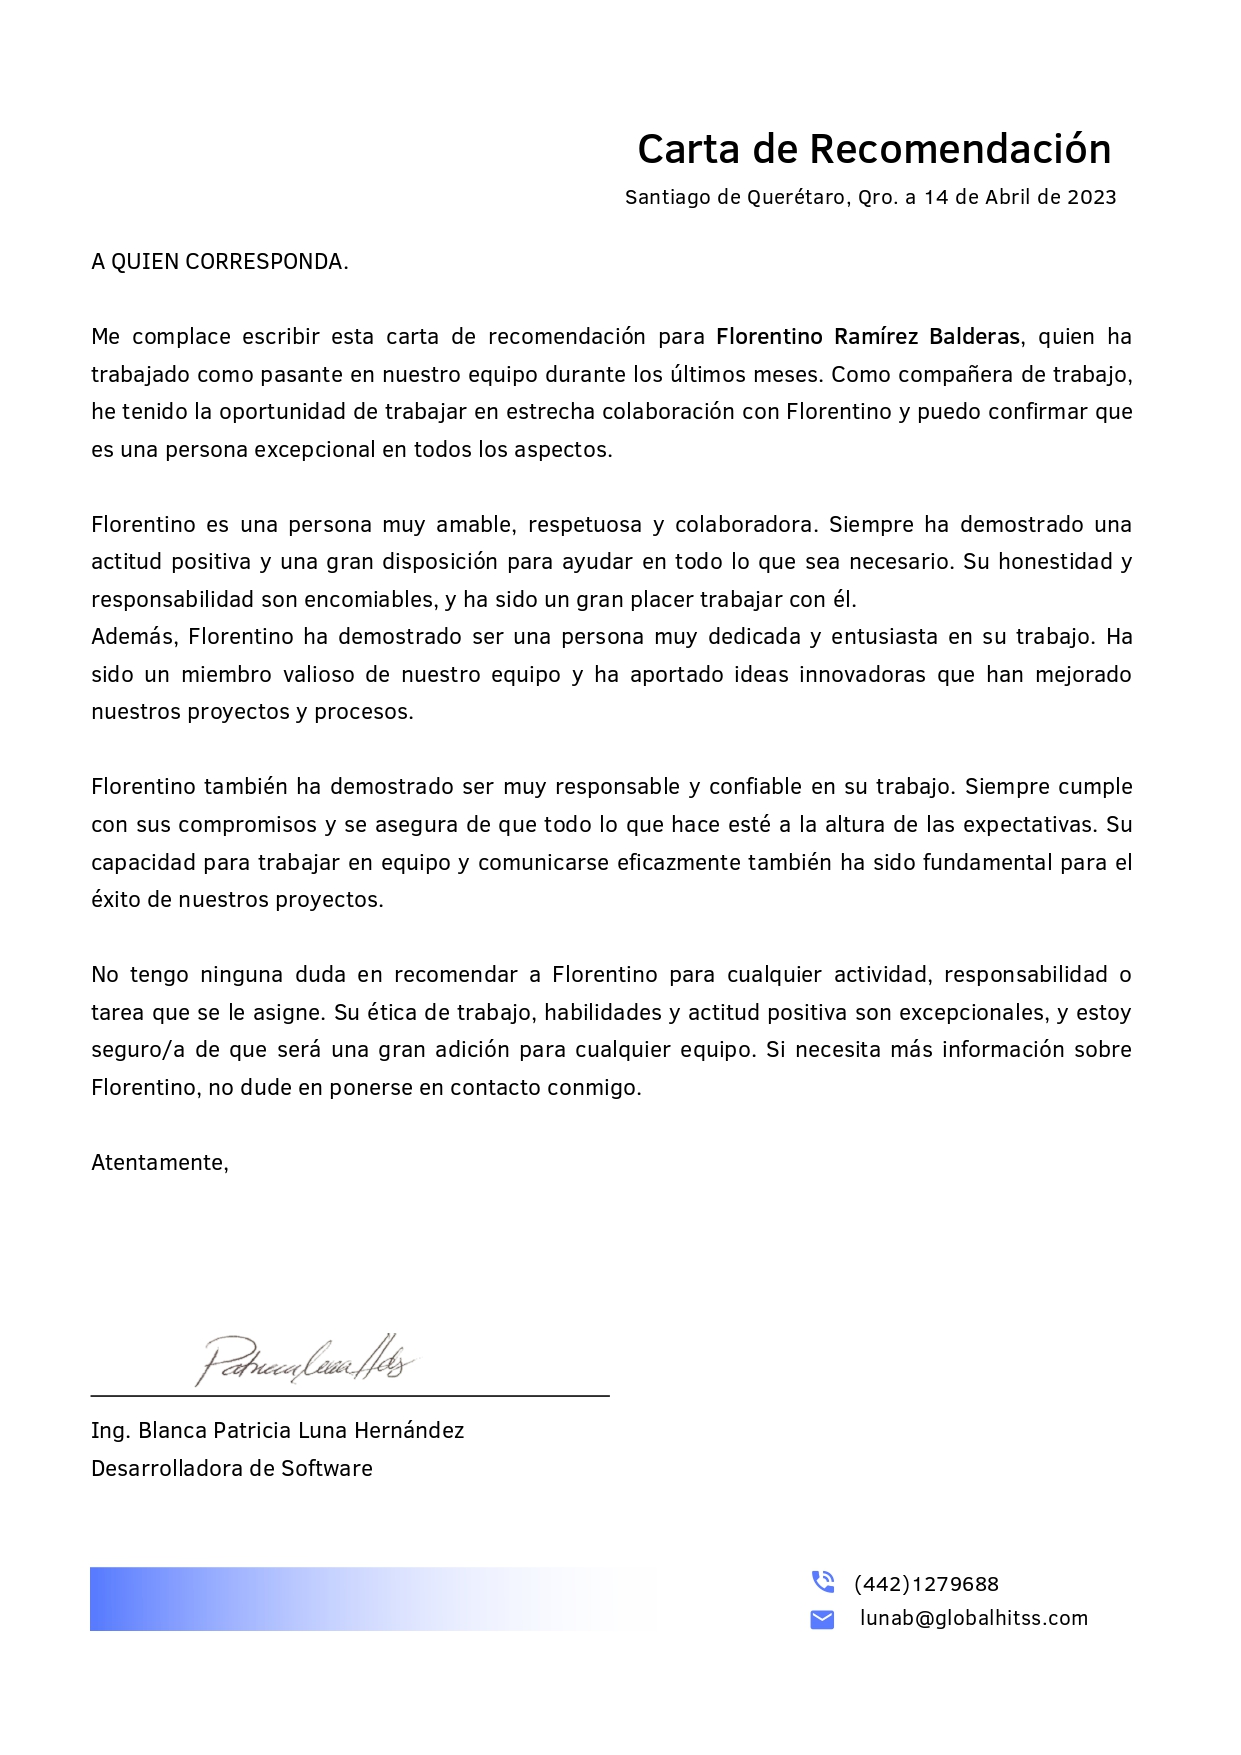 Carta de Recomendación
Santiago de Querétaro, Qro. a 14 de Abril de 2023
A QUIEN CORRESPONDA.
Me complace escribir esta carta de recomendación para Florentino Ramírez Balderas, quien ha
trabajado como pasante en nuestro equipo durante los últimos meses. Como compañera de trabajo,
he tenido la oportunidad de trabajar en estrecha colaboración con Florentino y puedo confirmar que
es una persona excepcional en todos los aspectos.
Florentino es una persona muy amable, respetuosa y colaboradora. Siempre ha demostrado una
actitud positiva y una gran disposición para ayudar en todo lo que sea necesario. Su honestidad y
responsabilidad son encomiables, y ha sido un gran placer trabajar con él.
Además, Florentino ha demostrado ser una persona muy dedicada y entusiasta en su trabajo. Ha
sido un miembro valioso de nuestro equipo y ha aportado ideas innovadoras que han mejorado
nuestros proyectos y procesos.
Florentino también ha demostrado ser muy responsable y confiable en su trabajo. Siempre cumple
con sus compromisos y se asegura de que todo lo que hace esté a la altura de las expectativas. Su
capacidad para trabajar en equipo y comunicarse eficazmente también ha sido fundamental para el
éxito de nuestros proyectos.
No tengo ninguna duda en recomendar a Florentino para cualquier actividad, responsabilidad o
tarea que se le asigne. Su ética de trabajo, habilidades y actitud positiva son excepcionales, y estoy
seguro/a de que será una gran adición para cualquier equipo. Si necesita más información sobre
Florentino, no dude en ponerse en contacto conmigo.
Atentamente,
Patricia Luna Hdz
Ing. Blanca Patricia Luna Hernández
Desarrolladora de Software
(442)1279688
lunab@globalhitss.com